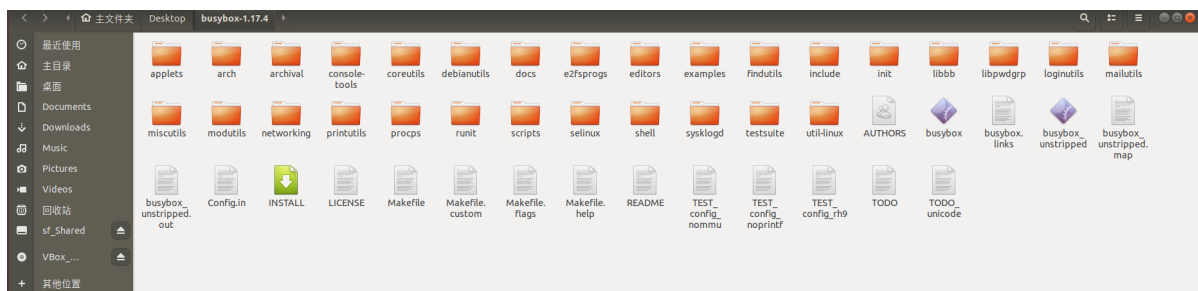 主文件夹 Desktop busybox-1.17.4
最近使用
主目录
桌面
Documents
Downloads
Music
Pictures
Videos
回收站
sf_Shared
VBox_...
其他位置
applets arch archival console- coreutils debianutils docs e2fsprogs editors examples findutils include init libbb libpwdgrp loginutils mailutils
tools
miscutils modutils networking printutils procps runit scripts selinux shell sysklogd testsuite util-linux AUTHORS busybox busybox. busybox_ busybox_
links unstripped unstripped.
map
busybox_ Config.in INSTALL LICENSE Makefile Makefile. Makefile. Makefile. README TEST_ TEST_ TEST_ TODO TODO_
unstripped. custom flags help config_ config_ config_rh9 unicode
out nommu noprintf